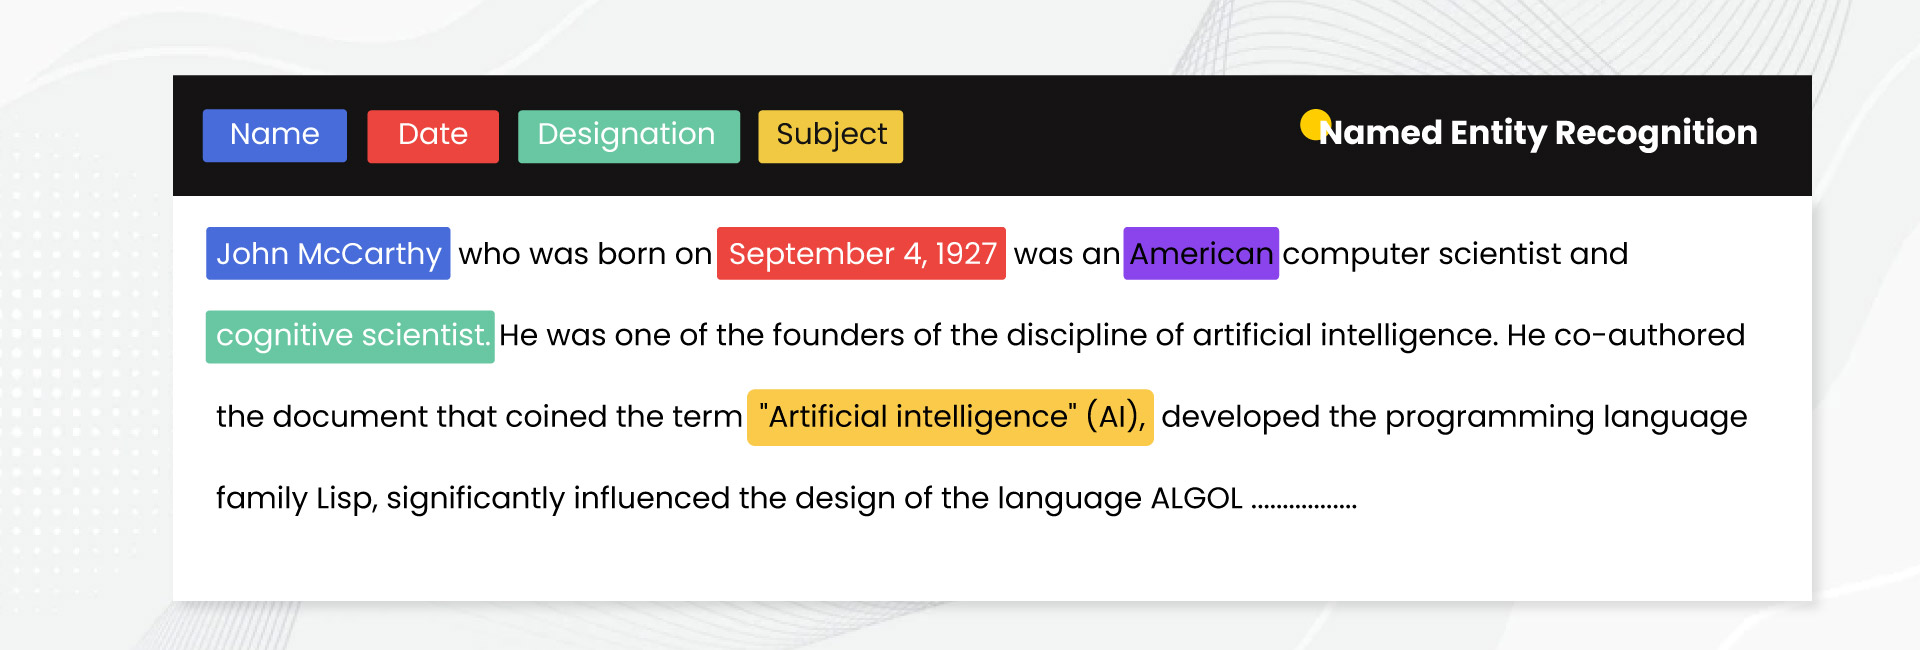 Name Date Designation Subject Named Entity Recognition
John McCarthy who was born on September 4, 1927 was an American computer scientist and
cognitive scientist. He was one of the founders of the discipline of artificial intelligence. He co-authored
the document that coined the term "Artificial intelligence" (AI), developed the programming language
family Lisp, significantly influenced the design of the language ALGOL .................